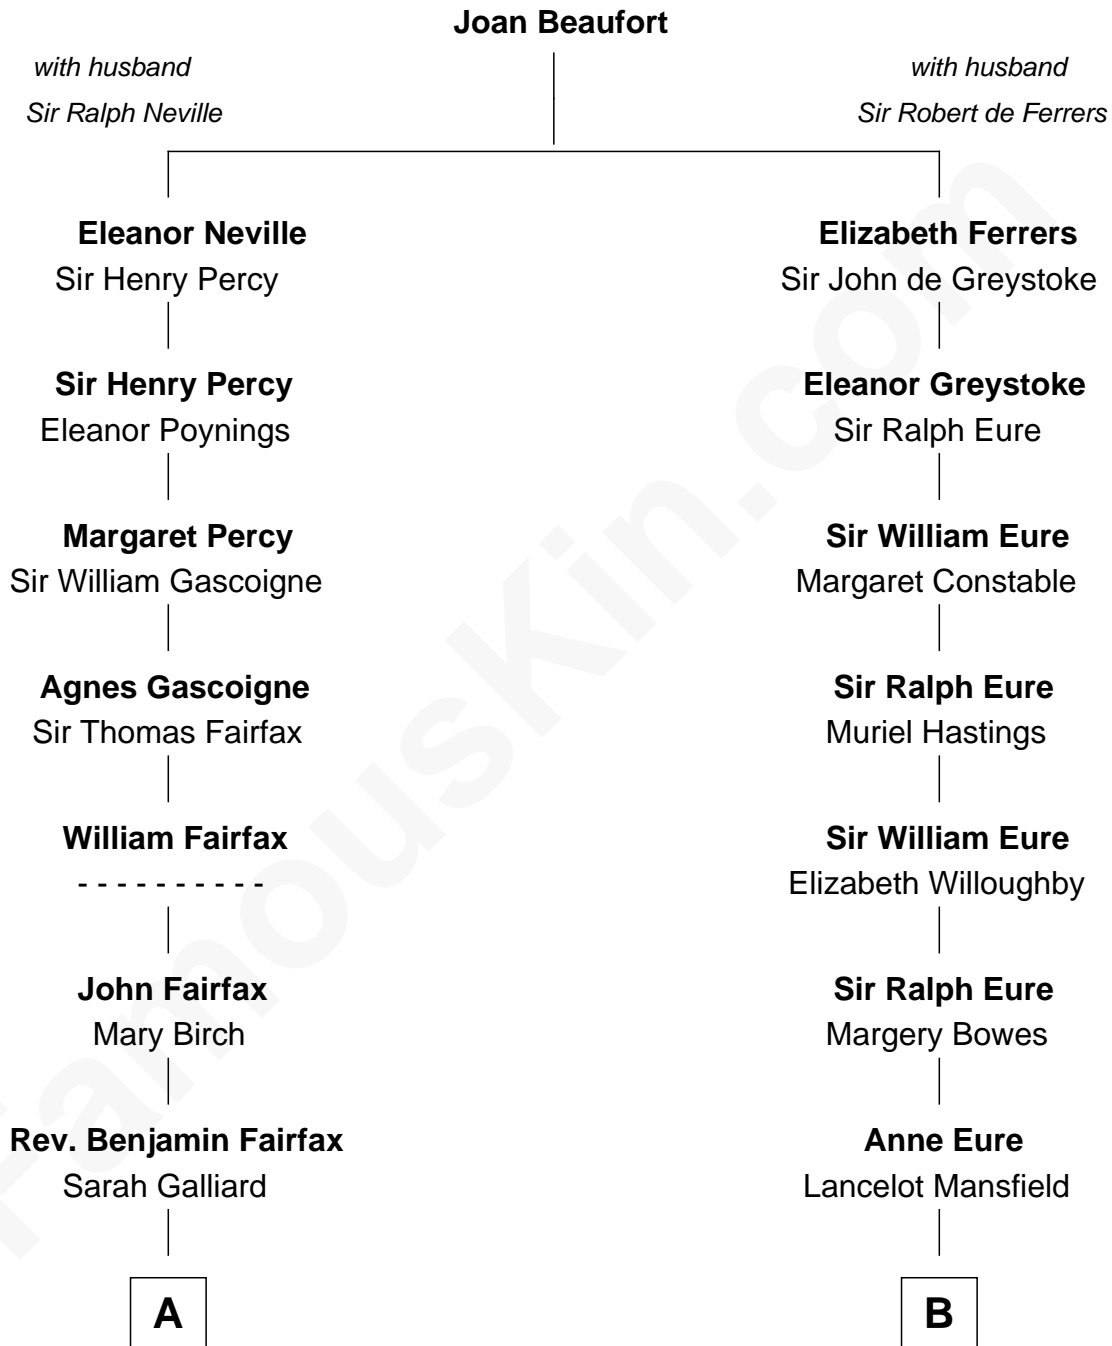 Joan Beaufort
with husband
Sir Ralph Neville
with husband
Sir Robert de Ferrers
Eleanor Neville
Sir Henry Percy
Elizabeth Ferrers
Sir John de Greystoke
Sir Henry Percy
Eleanor Poynings
Eleanor Greystoke
Sir Ralph Eure
Margaret Percy
Sir William Gascoigne
Sir William Eure
Margaret Constable
Agnes Gascoigne
Sir Thomas Fairfax
Sir Ralph Eure
Muriel Hastings
William Fairfax
- - - - - - - - - -
Sir William Eure
Elizabeth Willoughby
John Fairfax
Mary Birch
Sir Ralph Eure
Margery Bowes
Rev. Benjamin Fairfax
Sarah Galliard
Anne Eure
Lancelot Mansfield
A
B
FamousKin.com